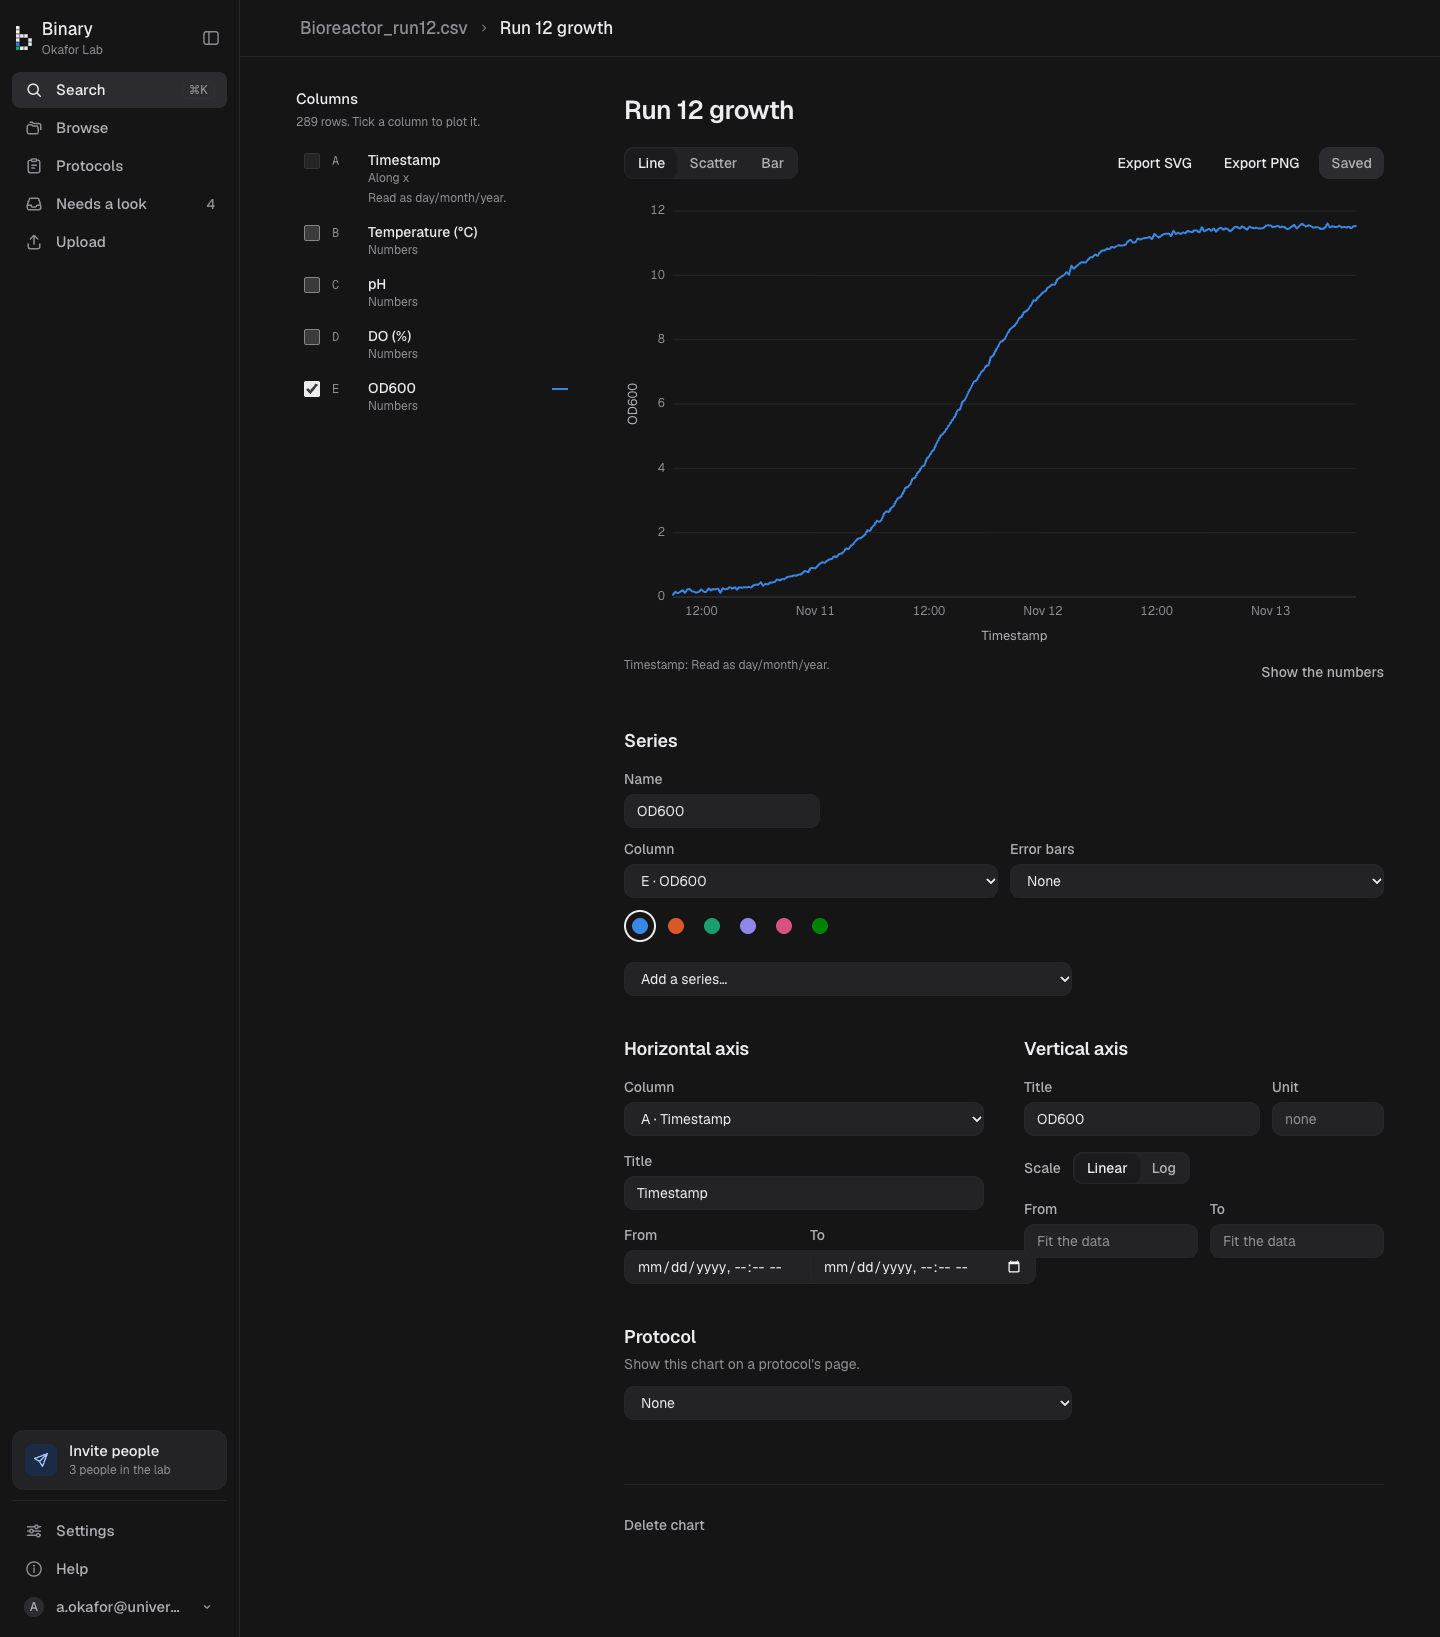 Binary
Okafor Lab
Search ⌘K
Browse
Protocols
Needs a look 4
Upload
Invite people
3 people in the lab
Settings
Help
A a.okafor@univer...
Bioreactor_run12.csv › Run 12 growth
Columns
289 rows. Tick a column to plot it.
A Timestamp
Along x
Read as day/month/year.
B Temperature (°C)
Numbers
C pH
Numbers
D DO (%)
Numbers
E OD600
Numbers
Run 12 growth
Line Scatter Bar
Export SVG Export PNG Saved
12
10
8
6
4
2
0
OD600
12:00 Nov 11 12:00 Nov 12 12:00 Nov 13
Timestamp
Timestamp: Read as day/month/year.
Show the numbers
Series
Name
OD600
Column Error bars
E · OD600 None
Add a series...
Horizontal axis
Column
A · Timestamp
Title
Timestamp
From To
mm/dd/yyyy, --:-- -- mm/dd/yyyy, --:-- --
Vertical axis
Title Unit
OD600 none
Scale Linear Log
From To
Fit the data Fit the data
Protocol
Show this chart on a protocol's page.
None
Delete chart